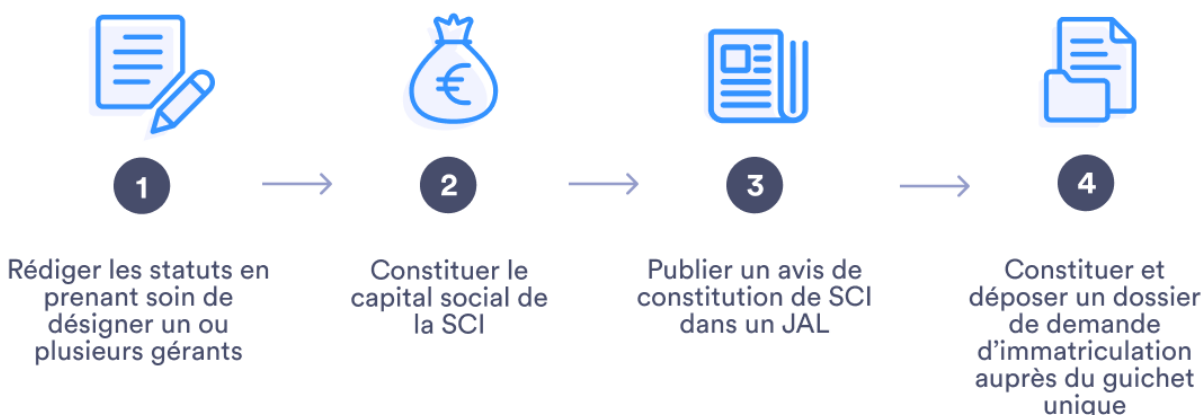 1
Rédiger les statuts en
prenant soin de
désigner un ou
plusieurs gérants
2
Constituer le
capital social de
la SCI
3
Publier un avis de
constitution de SCI
dans un JAL
4
Constituer et
déposer un dossier
de demande
d’immatriculation
auprès du guichet
unique